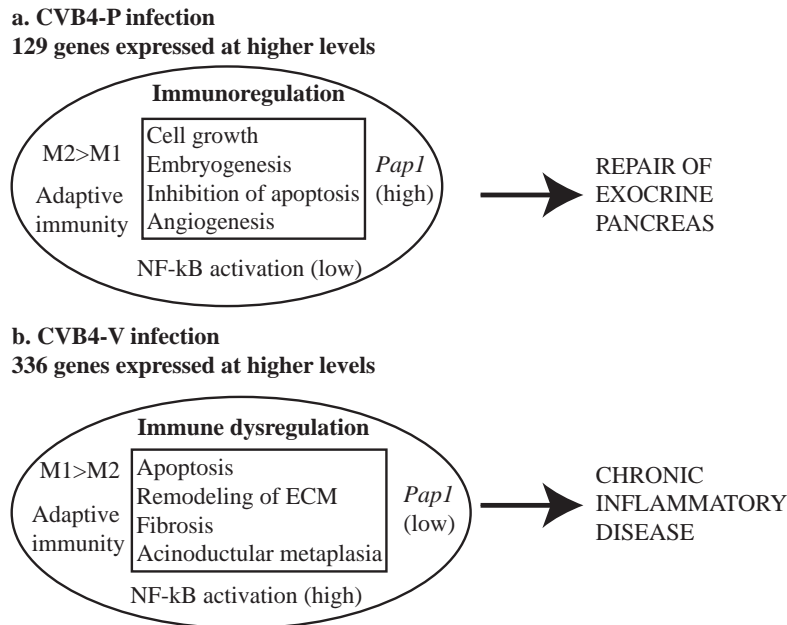 a. CVB4-P infection
129 genes expressed at higher levels
Immunoregulation
M2>M1
Adaptive
immunity
Cell growth
Embryogenesis
Inhibition of apoptosis
Angiogenesis
Pap1
(high)
NF-kB activation (low)
REPAIR OF
EXOCRINE
PANCREAS
b. CVB4-V infection
336 genes expressed at higher levels
Immune dysregulation
M1>M2
Adaptive
immunity
Apoptosis
Remodeling of ECM
Fibrosis
Acinoductular metaplasia
Pap1
(low)
NF-kB activation (high)
CHRONIC
INFLAMMATORY
DISEASE